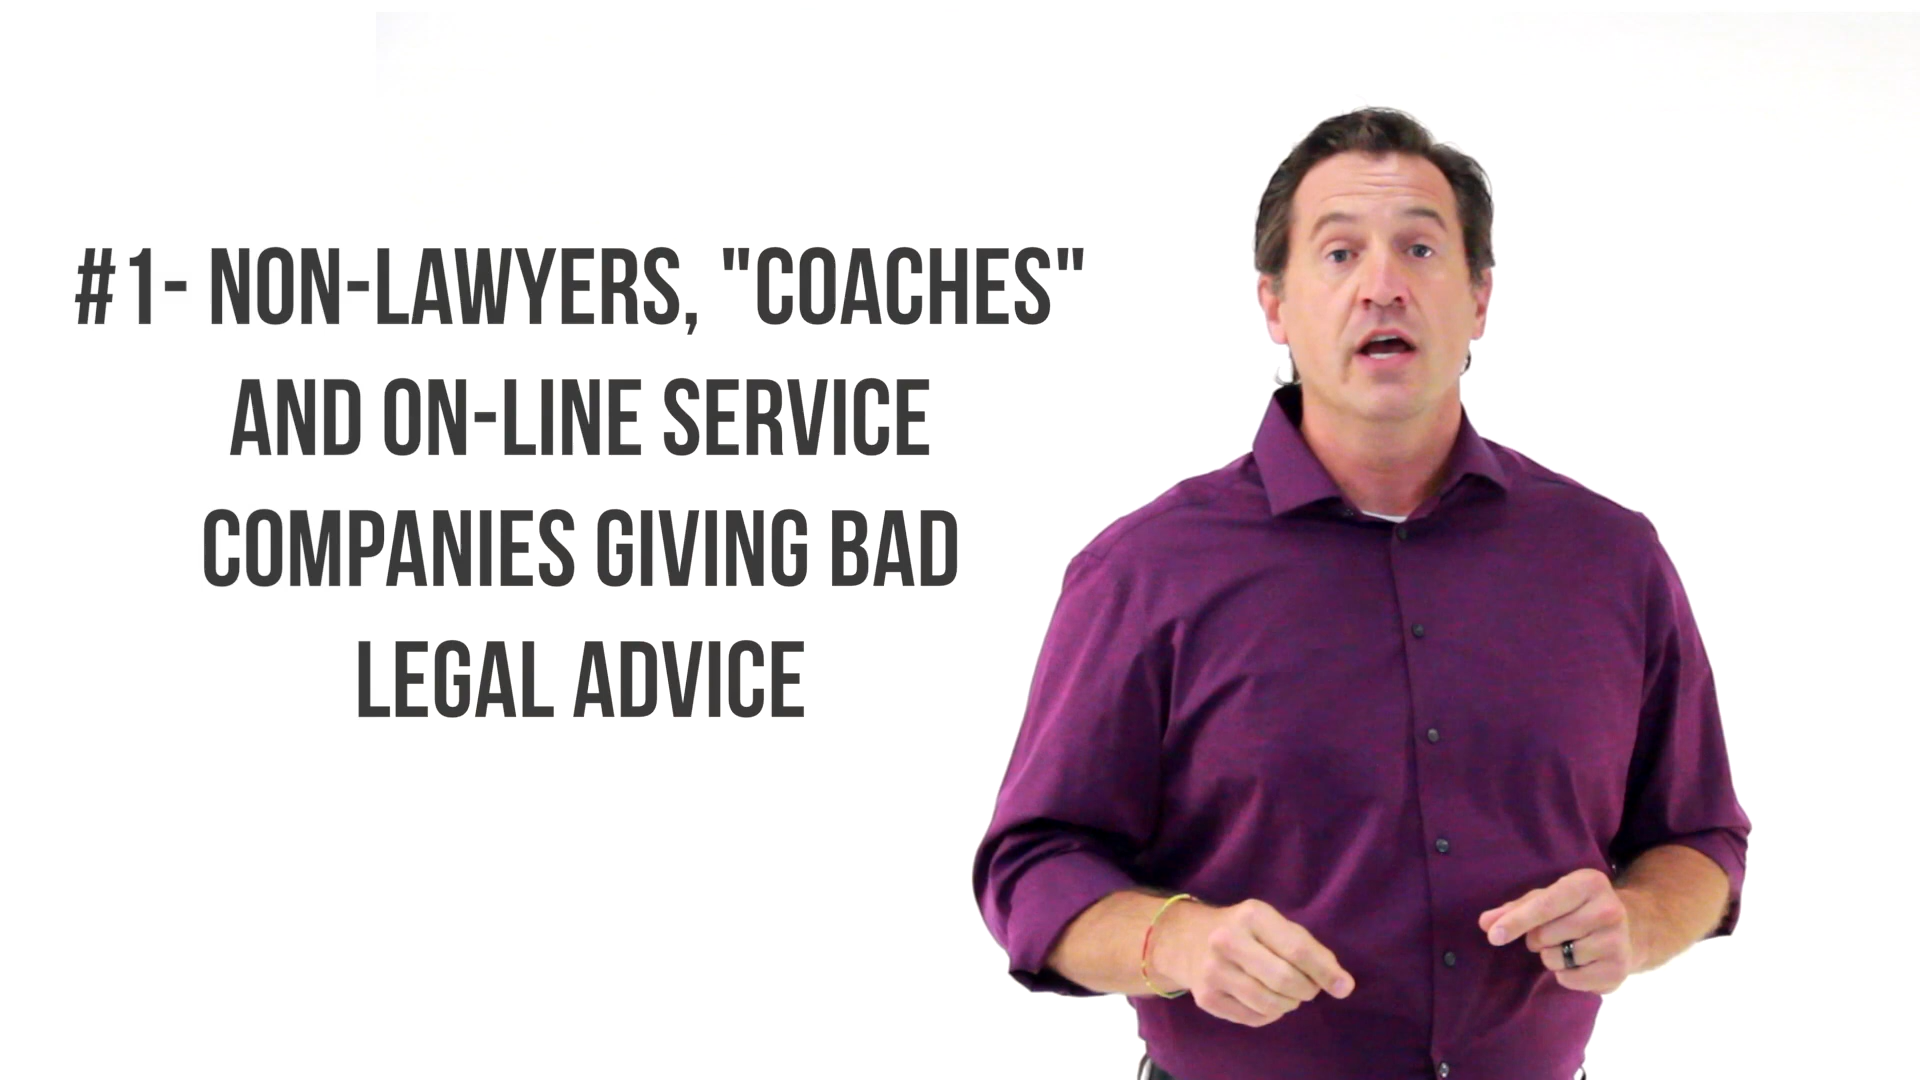 #1- NON-LAWYERS, "COACHES"
AND ON-LINE SERVICE
COMPANIES GIVING BAD
LEGAL ADVICE